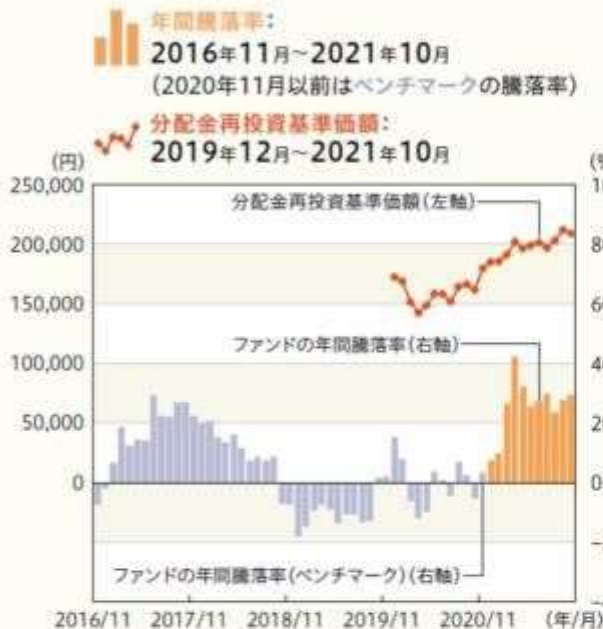 年間騰落率:
2016年11月~2021年10月
(2020年11月以前はベンチマークの騰落率)
分配金再投資基準価額:
2019年12月~2021年10月
(円)
250,000
200,000
150,000
100,000
50,000
0
分配金再投資基準価額(左軸)
ファンドの年間騰落率(右軸)
ファンドの年間騰落率(ベンチマーク)(右軸)
2016/11 2017/11 2018/11 2019/11 2020/11 (年/月)